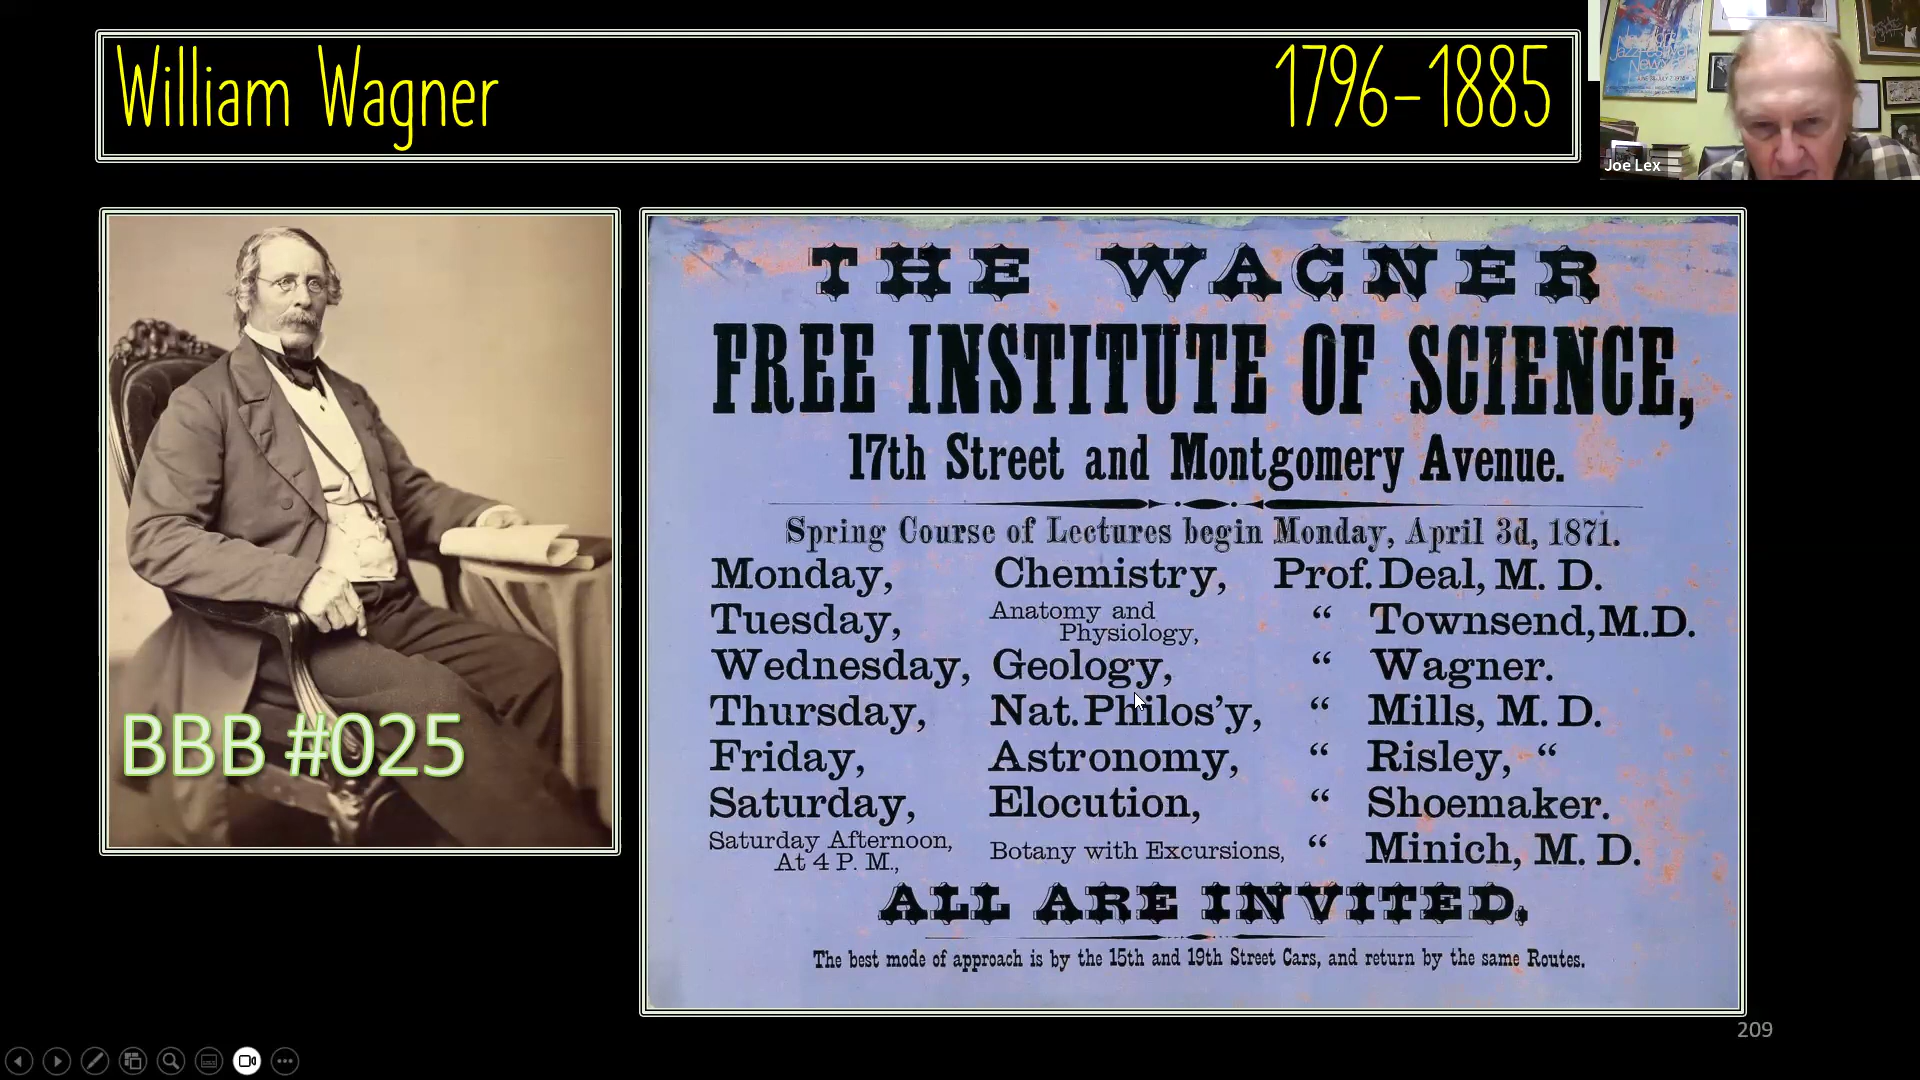 William Wagner 1796-1885
Joe Lex
BBB #025
THE WAGNER
FREE INSTITUTE OF SCIENCE,
17th Street and Montgomery Avenue.
Spring Course of Lectures begin Monday, April 3d, 1871.
Monday, Chemistry, Prof. Deal, M. D.
Tuesday, Anatomy and Physiology, “ Townsend, M.D.
Wednesday, Geology, “ Wagner.
Thursday, Nat. Philos’y, “ Mills, M. D.
Friday, Astronomy, “ Risley, “
Saturday, Elocution, “ Shoemaker.
Saturday Afternoon, At 4 P. M., Botany with Excursions, “ Minich, M. D.
ALL ARE INVITED.
The best mode of approach is by the 15th and 19th Street Cars, and return by the same Routes.
209